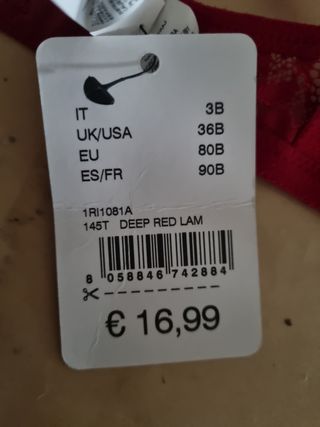 IT 3B
UK/USA 36B
EU 80B
ES/FR 90B
1RI1081A
145T DEEP RED LAM
8 058846 742884
€ 16,99